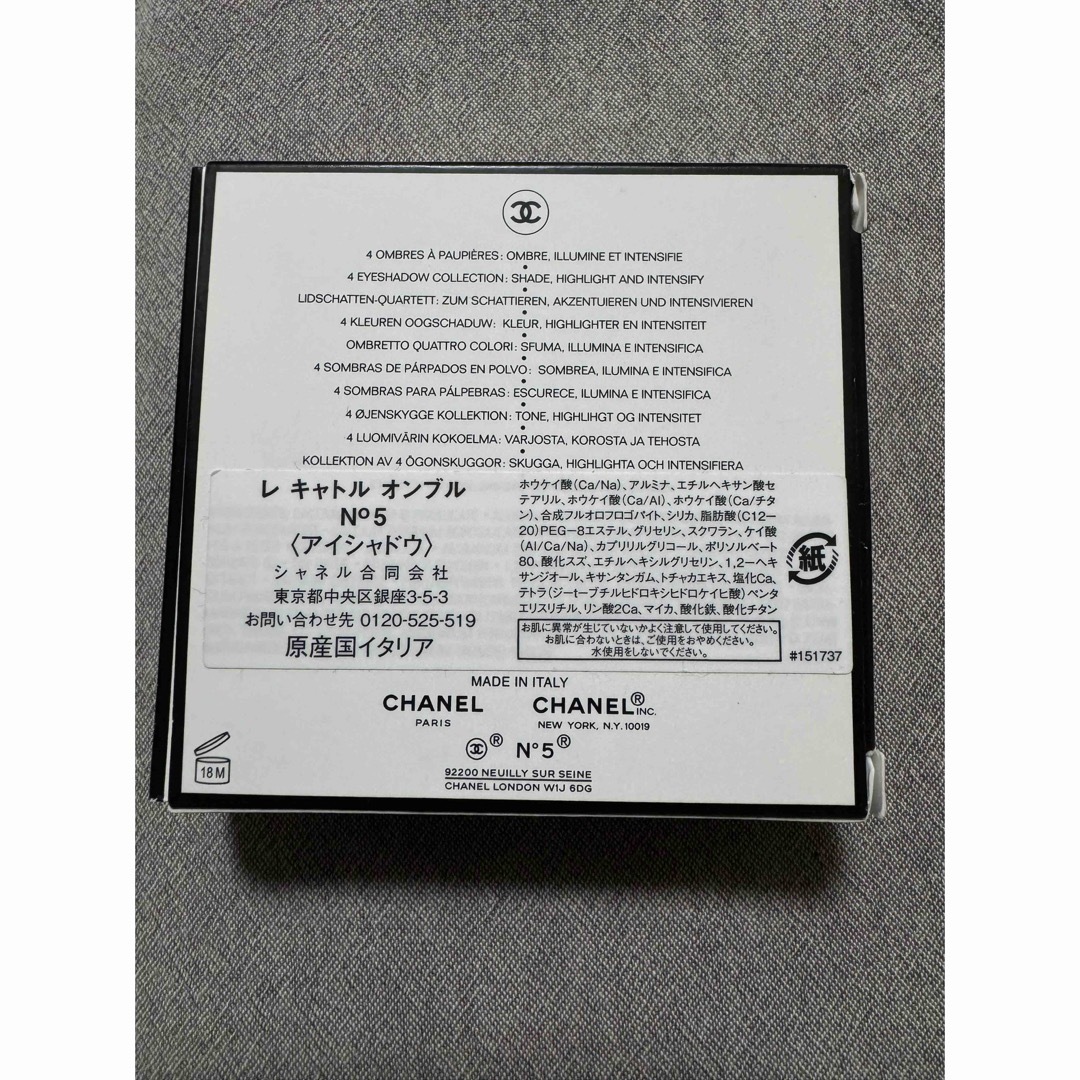 4 OMBRES À PAUPIÈRES: OMBRE, ILLUMINE ET INTENSIFIE
4 EYESHADOW COLLECTION: SHADE, HIGHLIGHT AND INTENSIFY
LIDSCHATTEN-QUARTETT: ZUM SCHATTIEREN, AKZENTUIEREN UND INTENSIVIEREN
4 KLEUREN OOGSCHADUW: KLEUR, HIGHLIGHTER EN INTENSITEIT
OMBRETTO QUATTRO COLORI: SFUMA, ILLUMINA E INTENSIFICA
4 SOMBRAS DE PÁRPADOS EN POLVO: SOMBREA, ILUMINA E INTENSIFICA
4 SOMBRAS PARA PÁLPEBRAS: ESCURECE, ILUMINA E INTENSIFICA
4 ØJENSKYGGE KOLLEKTION: TONE, HIGHLIHGT OG INTENSITET
4 LUOMIVÄRIN KOKOELMA: VARJOSTA, KOROSTA JA TEHOSTA
KOLLEKTION AV 4 ÖGONSKUGGOR: SKUGGA, HIGHLIGHTA OCH INTENSIFIERA
レ キャトル オンブル
Nº5
〈アイシャドウ〉
シャネル合同会社
東京都中央区銀座3-5-3
お問い合わせ先 0120-525-519
原産国イタリア
ホウケイ酸(Ca/Na)、アルミナ、エチルヘキサン酸セ
テアリル、ホウケイ酸(Ca/Al)、ホウケイ酸(Ca/チタ
ン)、合成フルオロフロゴパイト、シリカ、脂肪酸(C12ー
20)PEGー8エステル、グリセリン、スクワラン、ケイ酸
(Al/Ca/Na)、カプリリルグリコール、ポリソルベート
80、酸化スズ、エチルヘキシルグリセリン、1,2ーヘキ
サンジオール、キサンタンガム、トチャカエキス、塩化Ca、
テトラ(ジーtーブチルヒドロキシヒドロケイヒ酸)ペンタ
エリスリチル、リン酸2Ca、マイカ、酸化鉄、酸化チタン
お肌に異常が生じていないかよく注意して使用してください。
お肌に合わないときは、ご使用をおやめください。
水使用をしないでください。
紙
#151737
MADE IN ITALY
CHANEL
PARIS
CHANEL® INC.
NEW YORK, N.Y. 10019
® N°5®
92200 NEUILLY SUR SEINE
CHANEL LONDON W1J 6DG
18 M